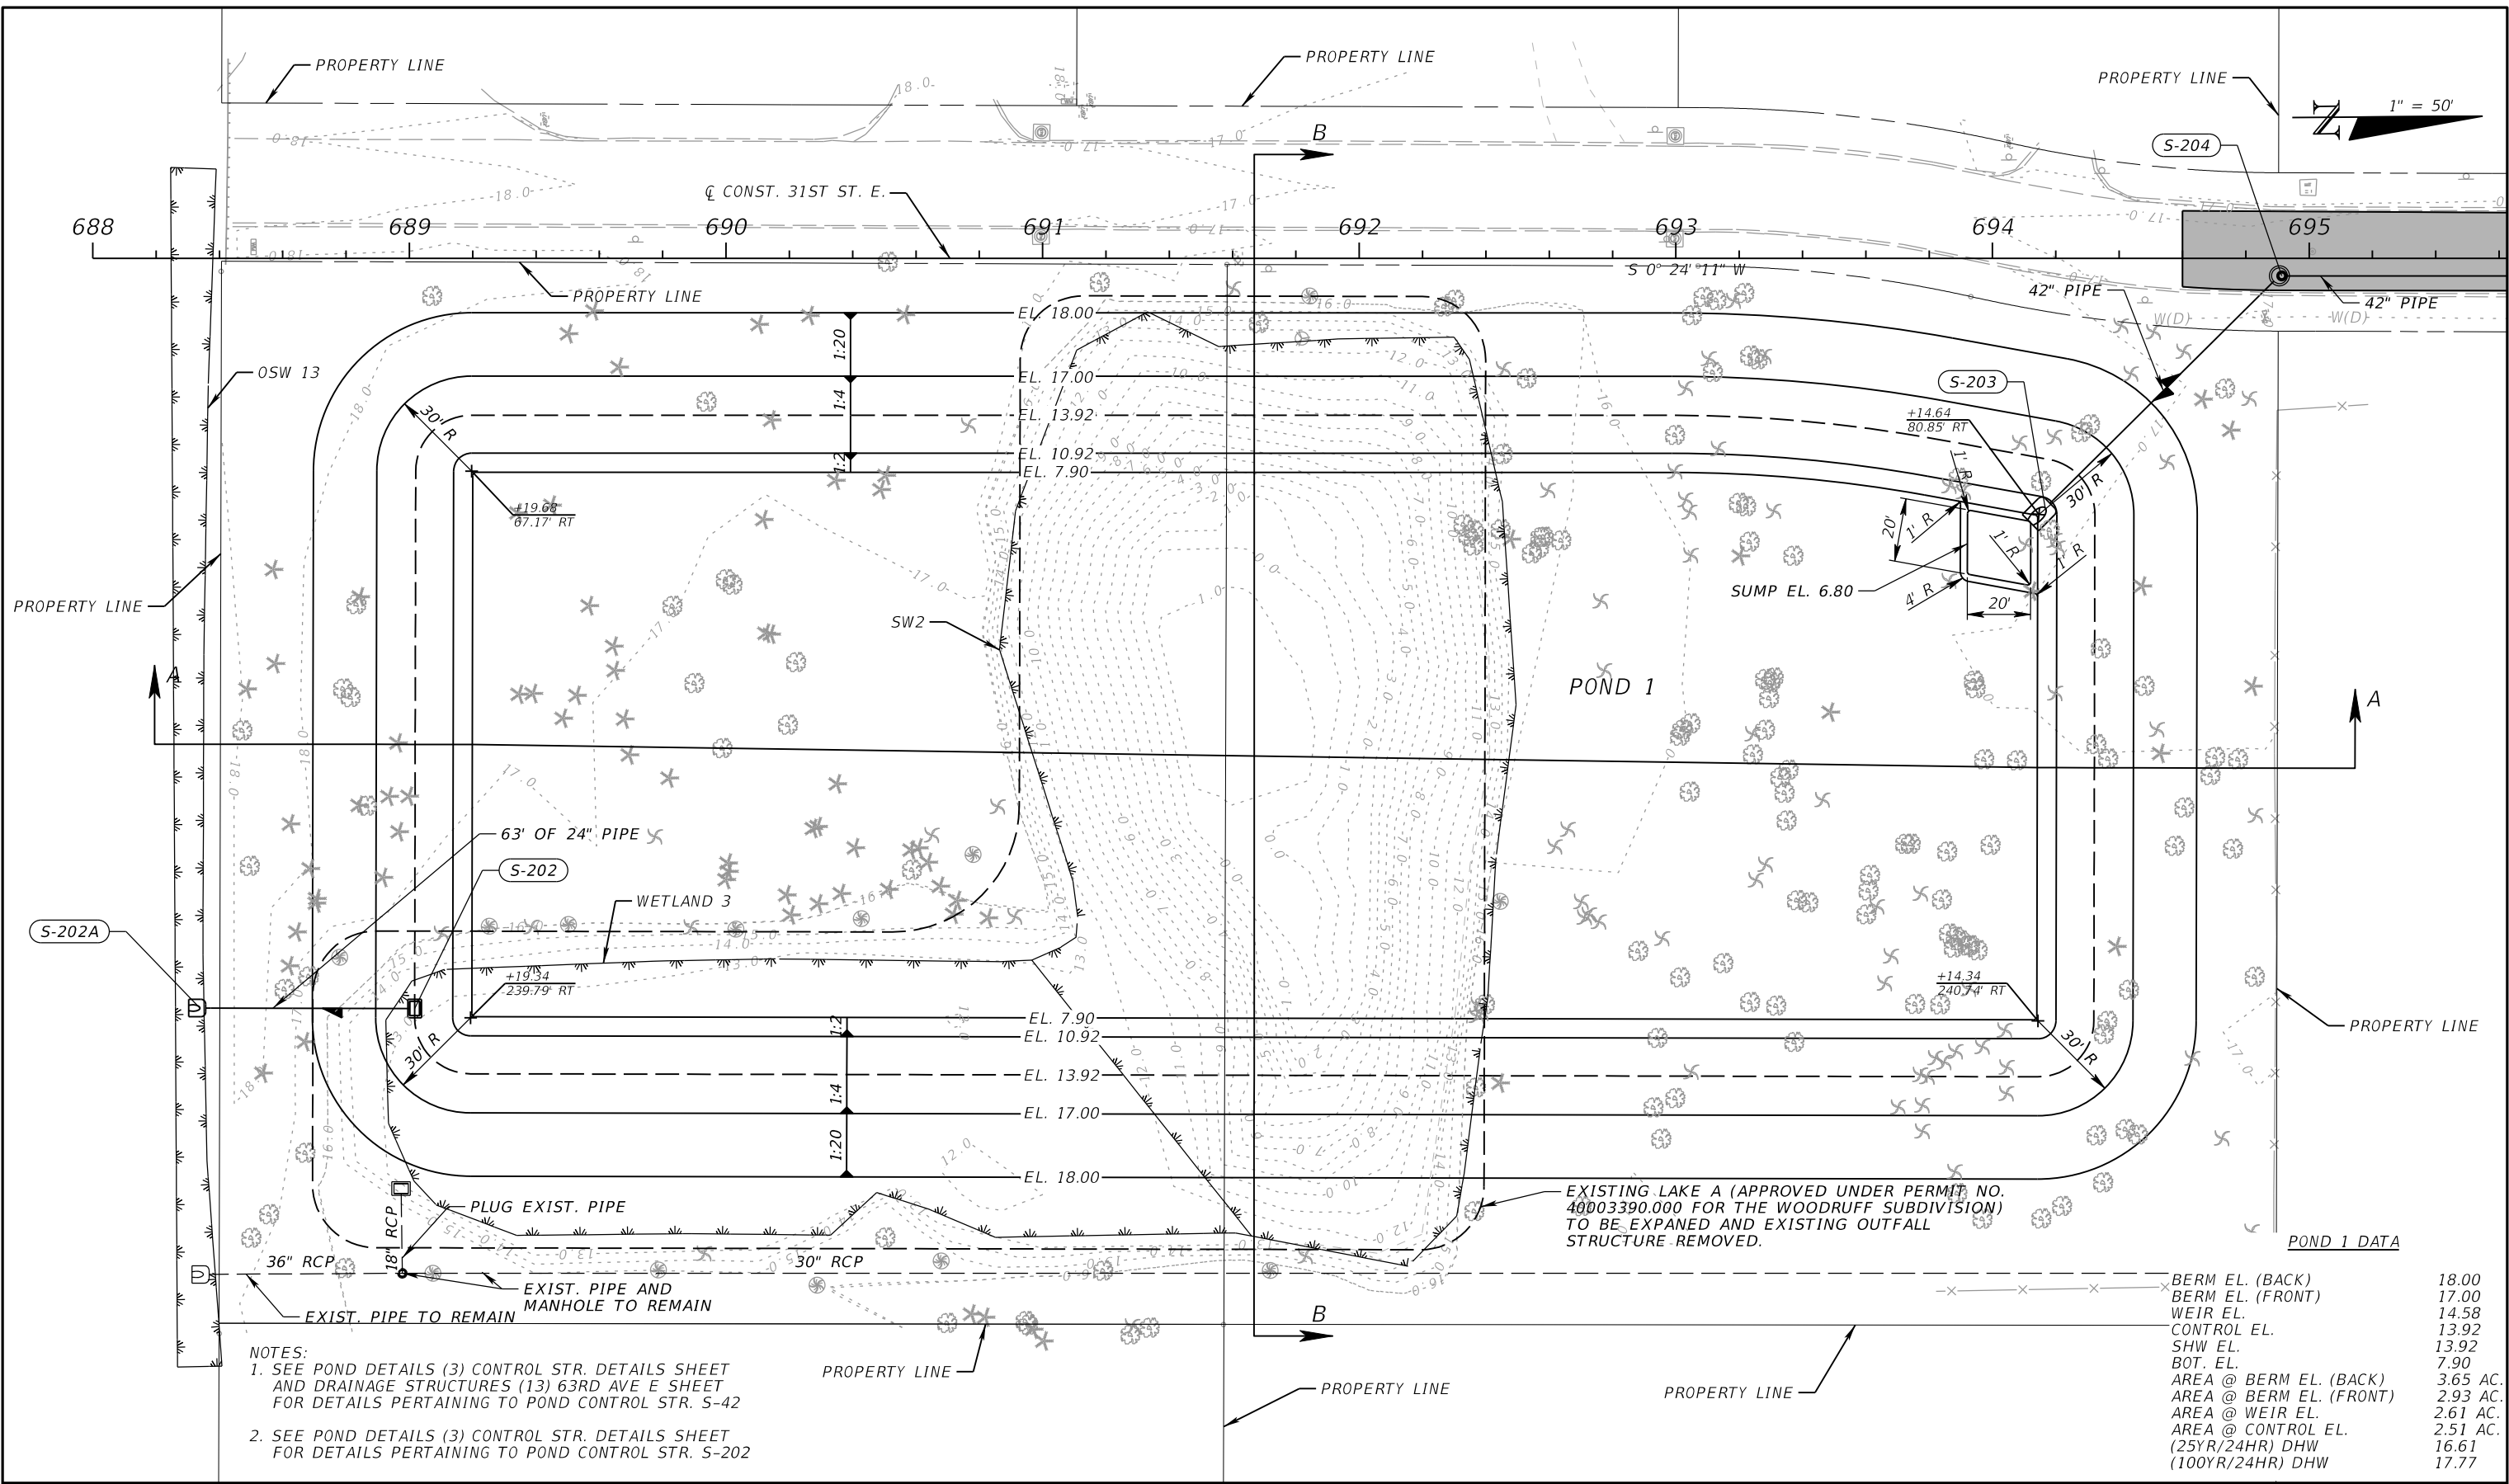 PROPERTY LINE
PROPERTY LINE
PROPERTY LINE
N
1" = 50'
S-204
B
℄ CONST. 31ST ST. E.
688
689
690
691
692
693
694
695
S 0° 24' 11" W
PROPERTY LINE
42" PIPE
42" PIPE
W(D)
W(D)
EL. 18.00
1:20
OSW 13
EL. 17.00
S-203
1:4
30' R
EL. 13.92
+14.64
80.85' RT
EL. 10.92
1:2
EL. 7.90
1' R
30' R
+19.68
67.17' RT
20'
1' R
1' R
1' R
PROPERTY LINE
SUMP EL. 6.80
4' R
20'
SW2
A
POND 1
A
63' OF 24" PIPE
S-202
WETLAND 3
S-202A
+19.34
239.79' RT
+14.34
240.74' RT
PROPERTY LINE
EL. 7.90
1:2
EL. 10.92
30' R
30' R
EL. 13.92
1:4
EL. 17.00
1:20
EL. 18.00
PLUG EXIST. PIPE
18" RCP
EXISTING LAKE A (APPROVED UNDER PERMIT NO.
40003390.000 FOR THE WOODRUFF SUBDIVISION)
TO BE EXPANED AND EXISTING OUTFALL
STRUCTURE REMOVED.
36" RCP
30" RCP
EXIST. PIPE AND
MANHOLE TO REMAIN
EXIST. PIPE TO REMAIN
B
NOTES:
1. SEE POND DETAILS (3) CONTROL STR. DETAILS SHEET
AND DRAINAGE STRUCTURES (13) 63RD AVE E SHEET
FOR DETAILS PERTAINING TO POND CONTROL STR. S-42
2. SEE POND DETAILS (3) CONTROL STR. DETAILS SHEET
FOR DETAILS PERTAINING TO POND CONTROL STR. S-202
PROPERTY LINE
PROPERTY LINE
PROPERTY LINE
POND 1 DATA
BERM EL. (BACK) 18.00
BERM EL. (FRONT) 17.00
WEIR EL. 14.58
CONTROL EL. 13.92
SHW EL. 13.92
BOT. EL. 7.90
AREA @ BERM EL. (BACK) 3.65 AC.
AREA @ BERM EL. (FRONT) 2.93 AC.
AREA @ WEIR EL. 2.61 AC.
AREA @ CONTROL EL. 2.51 AC.
(25YR/24HR) DHW 16.61
(100YR/24HR) DHW 17.77